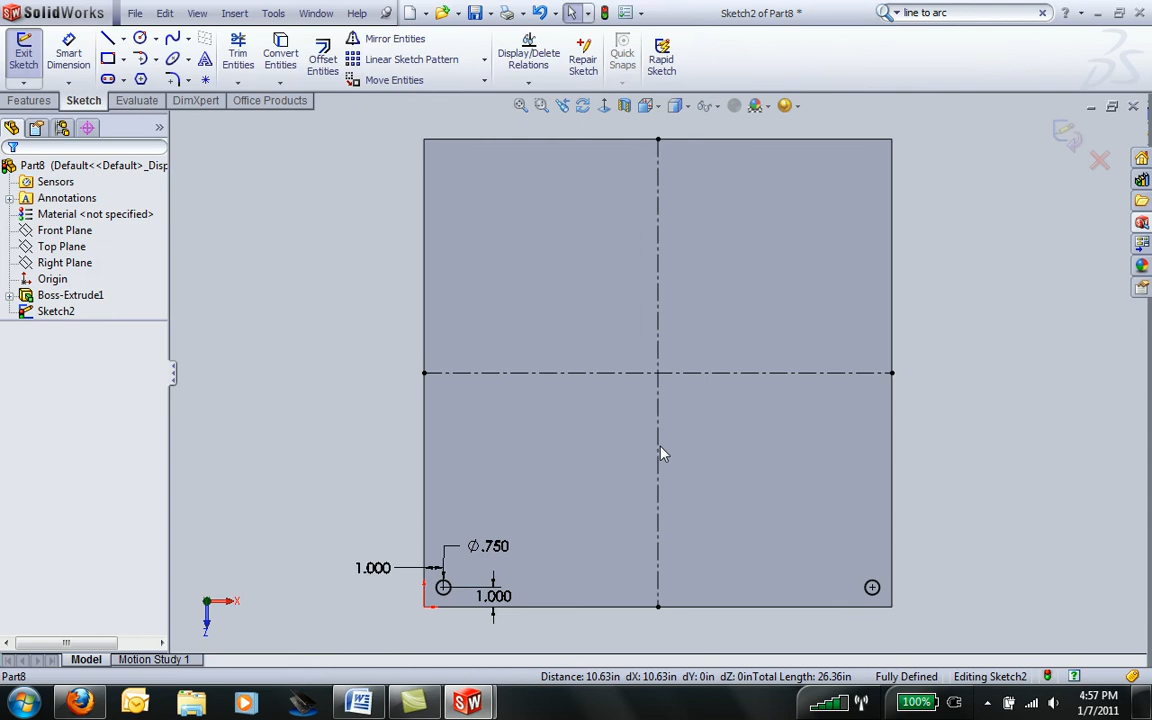 SolidWorks File Edit View Insert Tools Window Help Sketch2 of Part8 * line to arc ?
Exit Sketch
Smart Dimension
Trim Entities
Convert Entities
Offset Entities
Mirror Entities
Linear Sketch Pattern
Move Entities
Display/Delete Relations
Quick Snaps
Repair Sketch
Rapid Sketch
Features Sketch Evaluate DimXpert Office Products
Part8 (Default<<Default>_Disp
Sensors
Annotations
Material <not specified>
Front Plane
Top Plane
Right Plane
Origin
Boss-Extrude1
Sketch2
Ø.750
1.000
1.000
X
Z
Model Motion Study 1
Part8 Distance: 10.63in dX: 10.63in dY: 0in dZ: 0inTotal Length: 26.36in Fully Defined Editing Sketch2
100% 4:57 PM
1/7/2011